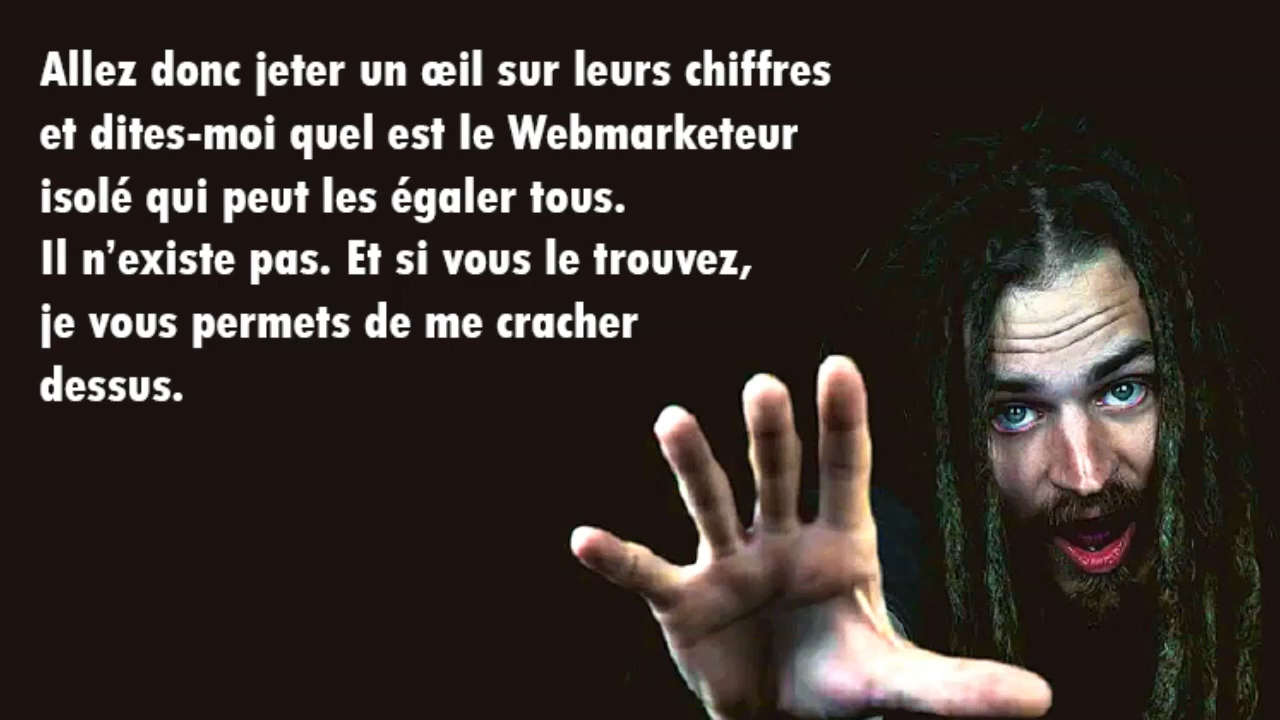 Allez donc jeter un œil sur leurs chiffres
et dites-moi quel est le Webmarketeur
isolé qui peut les égaler tous.
Il n’existe pas. Et si vous le trouvez,
je vous permets de me cracher
dessus.